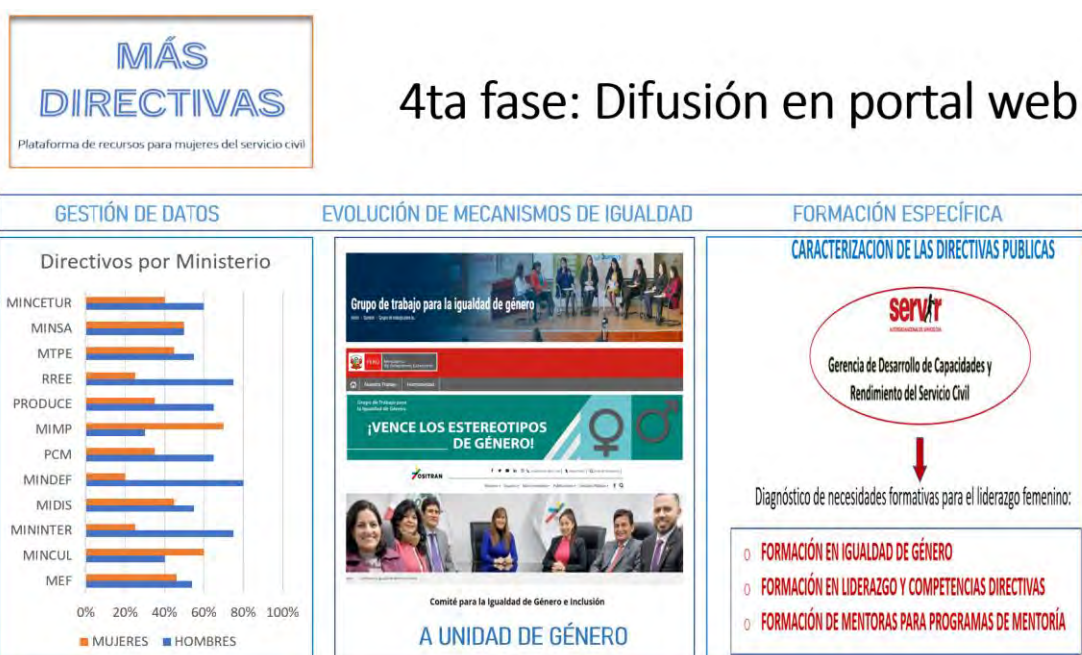 MÁS
DIRECTIVAS
Plataforma de recursos para mujeres del servicio civil
4ta fase: Difusión en portal web
GESTIÓN DE DATOS
EVOLUCIÓN DE MECANISMOS DE IGUALDAD
FORMACIÓN ESPECÍFICA
Directivos por Ministerio
MINCETUR
MINSA
MTPE
RREE
PRODUCE
MIMP
PCM
MINDEF
MIDIS
MININTER
MINCUL
MEF
0% 20% 40% 60% 80% 100%
MUJERES HOMBRES
Grupo de trabajo para la igualdad de género
PERÚ
Grupo de Trabajo para
la Igualdad de Género
¡VENCE LOS ESTEREOTIPOS
DE GÉNERO!
OSITRAN
Comité para la Igualdad de Género e Inclusión
A UNIDAD DE GÉNERO
CARACTERIZACIÓN DE LAS DIRECTIVAS PUBLICAS
servir
Gerencia de Desarrollo de Capacidades y
Rendimiento del Servicio Civil
Diagnóstico de necesidades formativas para el liderazgo femenino:
o FORMACIÓN EN IGUALDAD DE GÉNERO
o FORMACIÓN EN LIDERAZGO Y COMPETENCIAS DIRECTIVAS
o FORMACIÓN DE MENTORAS PARA PROGRAMAS DE MENTORÍA